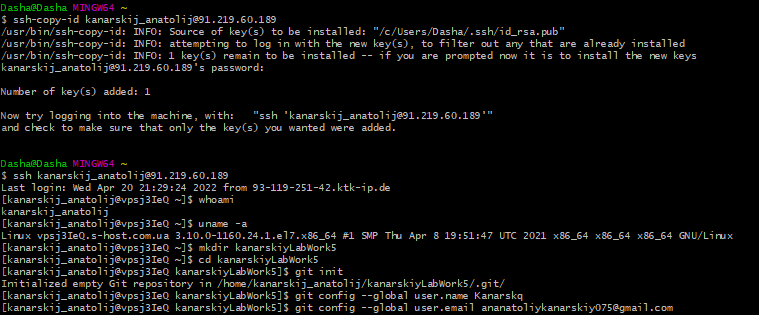 Dasha@Dasha MINGW64 ~
$ ssh-copy-id kanarskij_anatolij@91.219.60.189
/usr/bin/ssh-copy-id: INFO: Source of key(s) to be installed: "/c/Users/Dasha/.ssh/id_rsa.pub"
/usr/bin/ssh-copy-id: INFO: attempting to log in with the new key(s), to filter out any that are already installed
/usr/bin/ssh-copy-id: INFO: 1 key(s) remain to be installed -- if you are prompted now it is to install the new keys
kanarskij_anatolij@91.219.60.189's password:
Number of key(s) added: 1
Now try logging into the machine, with:   "ssh 'kanarskij_anatolij@91.219.60.189'"
and check to make sure that only the key(s) you wanted were added.
Dasha@Dasha MINGW64 ~
$ ssh kanarskij_anatolij@91.219.60.189
Last login: Wed Apr 20 21:29:24 2022 from 93-119-251-42.ktk-ip.de
[kanarskij_anatolij@vpsj3IeQ ~]$ whoami
kanarskij_anatolij
[kanarskij_anatolij@vpsj3IeQ ~]$ uname -a
Linux vpsj3IeQ.s-host.com.ua 3.10.0-1160.24.1.el7.x86_64 #1 SMP Thu Apr 8 19:51:47 UTC 2021 x86_64 x86_64 x86_64 GNU/Linux
[kanarskij_anatolij@vpsj3IeQ ~]$ mkdir kanarskiyLabWork5
[kanarskij_anatolij@vpsj3IeQ ~]$ cd kanarskiyLabWork5
[kanarskij_anatolij@vpsj3IeQ kanarskiyLabWork5]$ git init
Initialized empty Git repository in /home/kanarskij_anatolij/kanarskiyLabWork5/.git/
[kanarskij_anatolij@vpsj3IeQ kanarskiyLabWork5]$ git config --global user.name Kanarskq
[kanarskij_anatolij@vpsj3IeQ kanarskiyLabWork5]$ git config --global user.email ananatoliykanarskiy075@gmail.com